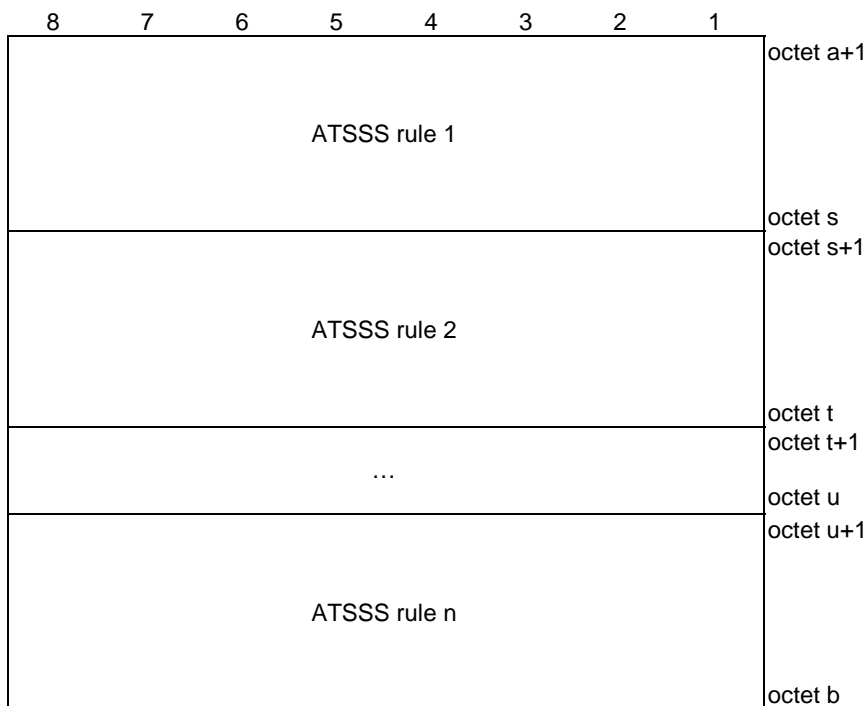 8 7 6 5 4 3 2 1
octet a+1
ATSSS rule 1
octet s
octet s+1
ATSSS rule 2
octet t
octet t+1
…
octet u
octet u+1
ATSSS rule n
octet b